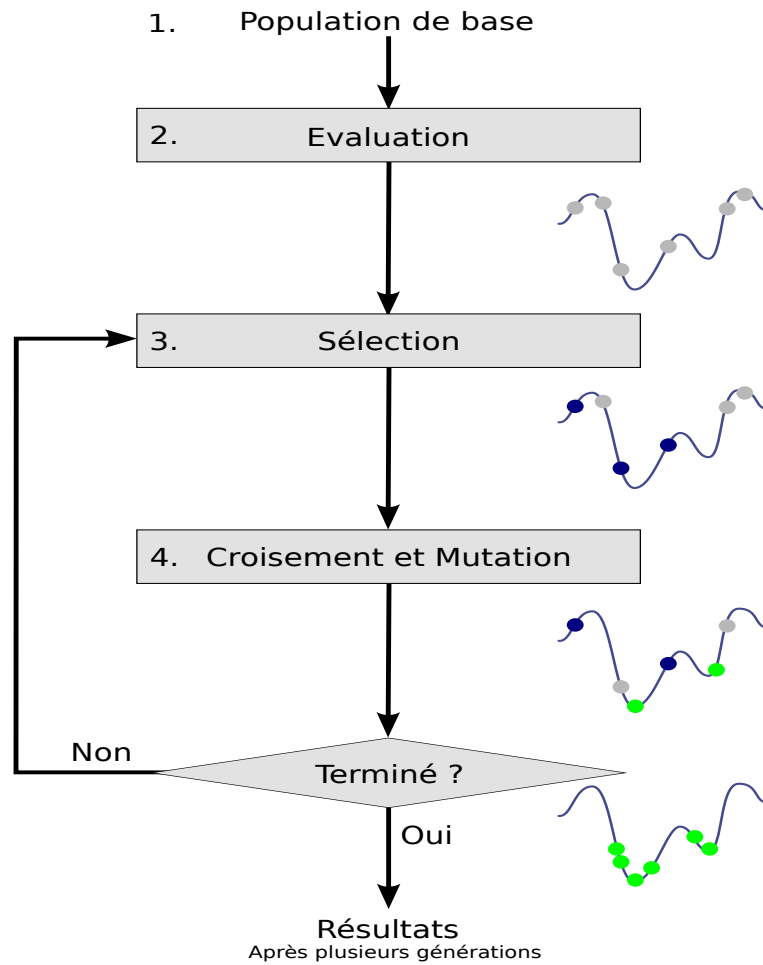 1. Population de base
2. Evaluation
3. Sélection
4. Croisement et Mutation
Non
Terminé ?
Oui
Résultats
Après plusieurs générations